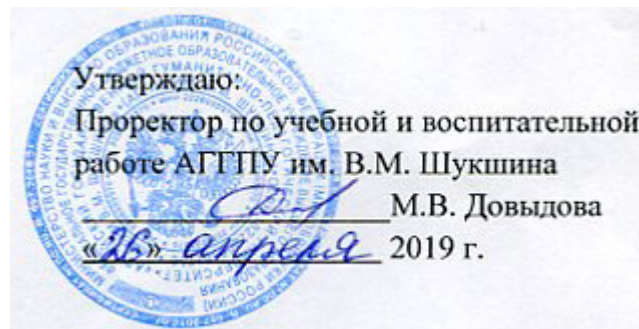 Утверждаю:
Проректор по учебной и воспитательной
работе АГГПУ им. В.М. Шукшина
М.В. Довыдова
«26» апреля 2019 г.